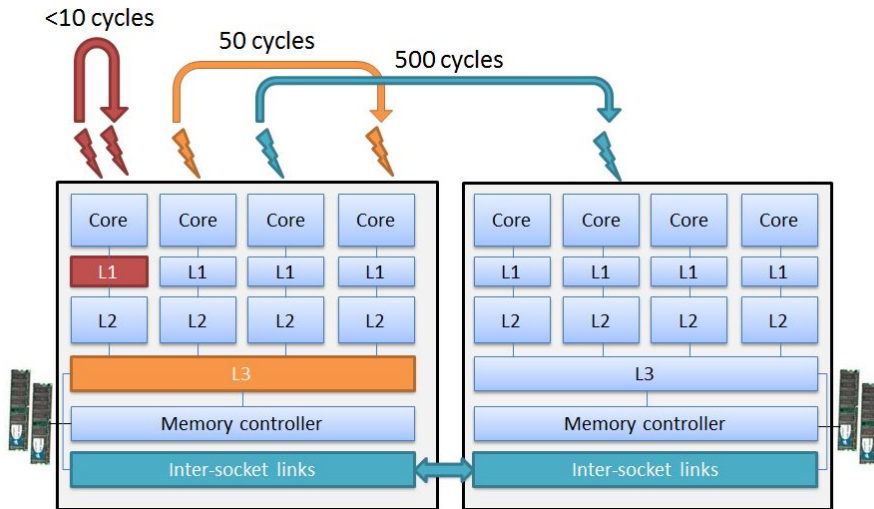 <10 cycles
50 cycles
500 cycles
Core Core Core Core
L1 L1 L1 L1
L2 L2 L2 L2
L3
Memory controller
Inter-socket links
Core Core Core Core
L1 L1 L1 L1
L2 L2 L2 L2
L3
Memory controller
Inter-socket links